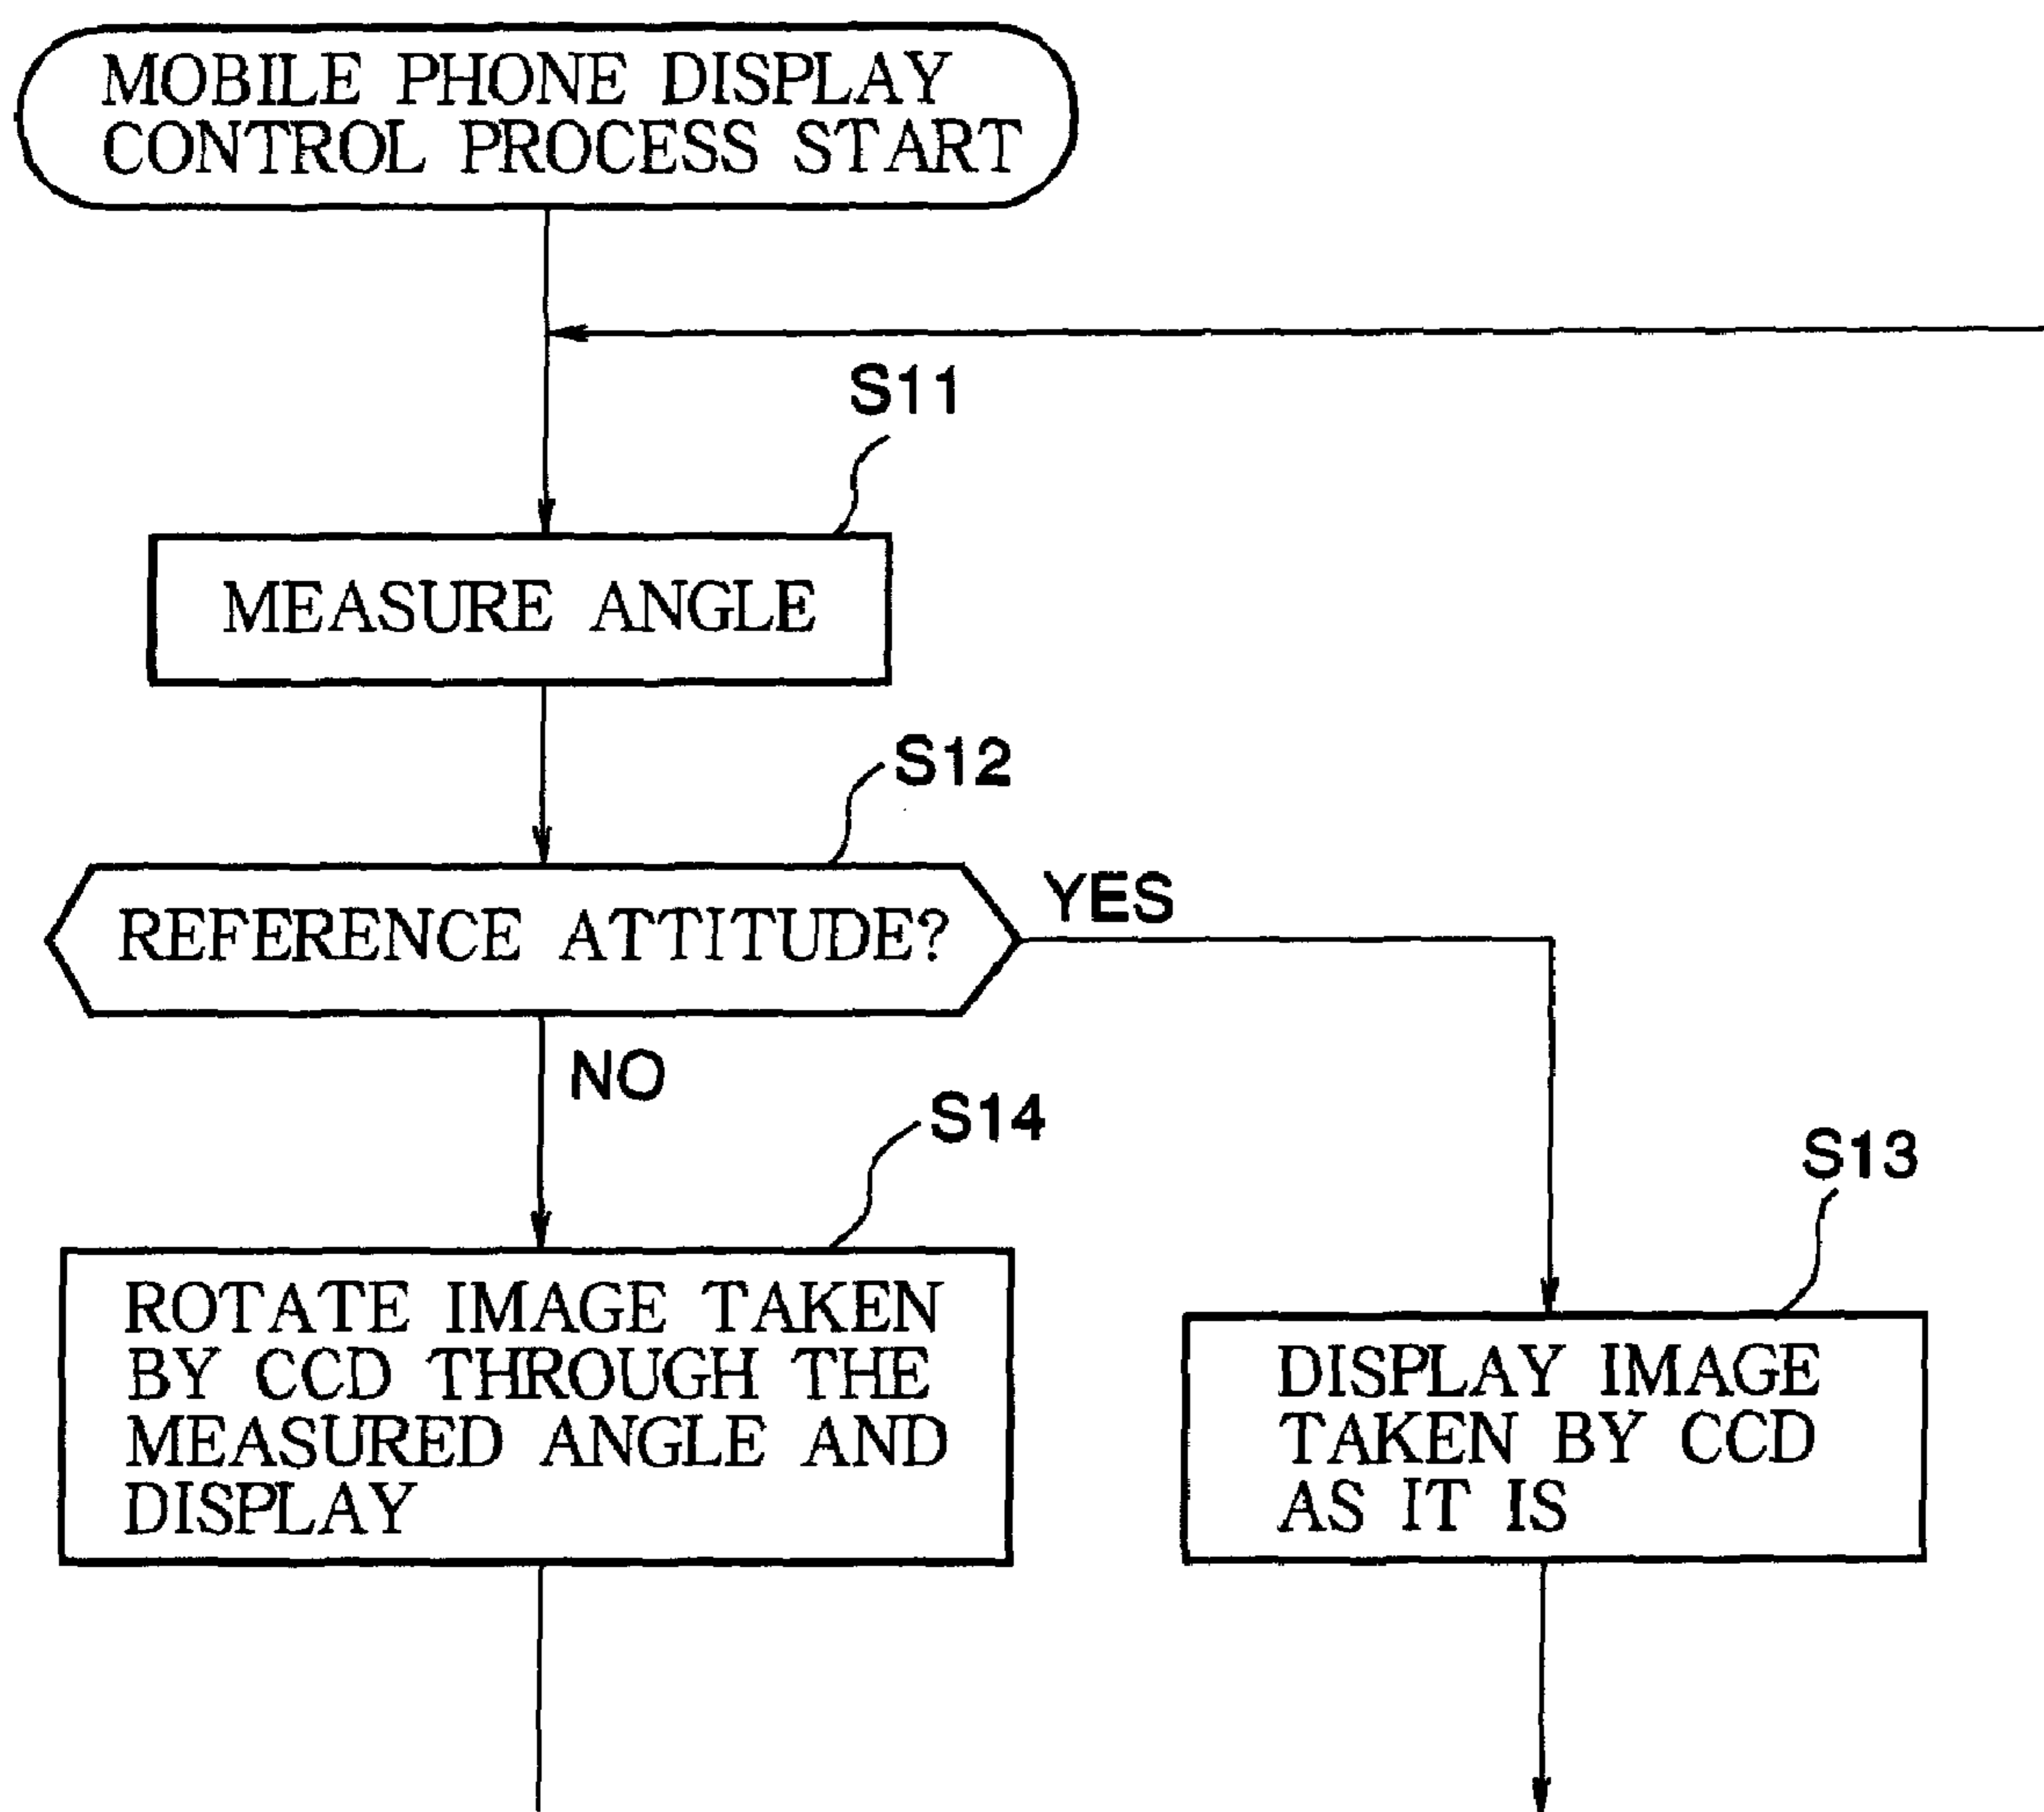 MOBILE PHONE DISPLAY
CONTROL PROCESS START
S11
MEASURE ANGLE
S12
REFERENCE ATTITUDE?
YES
NO
S14
S13
ROTATE IMAGE TAKEN
BY CCD THROUGH THE
MEASURED ANGLE AND
DISPLAY
DISPLAY IMAGE
TAKEN BY CCD
AS IT IS